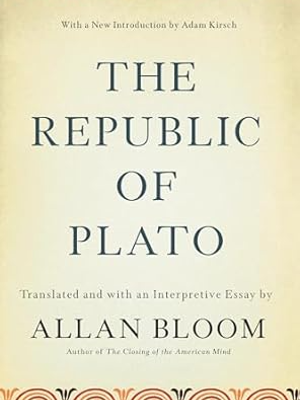 With a New Introduction by Adam Kirsch
THE
REPUBLIC
OF
PLATO
Translated and with an Interpretive Essay by
ALLAN BLOOM
Author of The Closing of the American Mind